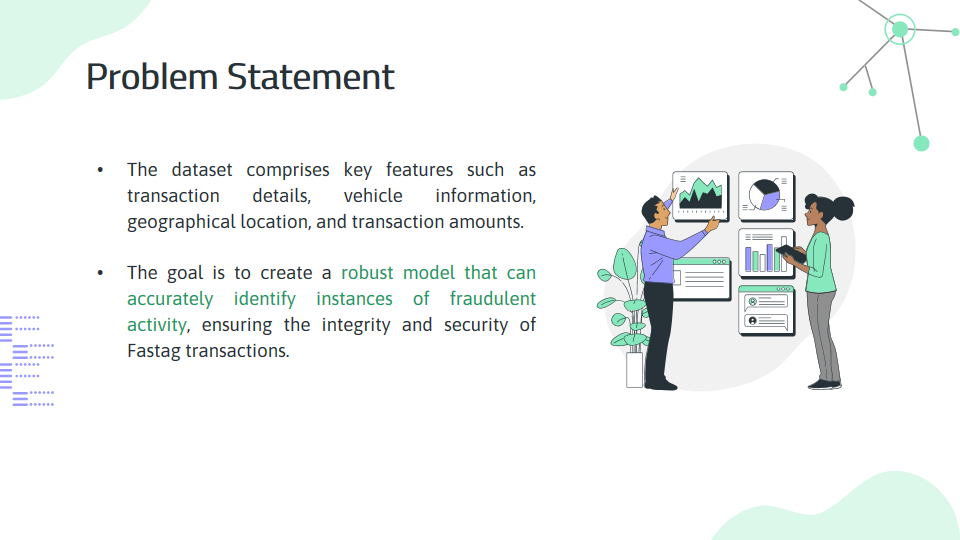 Problem Statement
• The dataset comprises key features such as
transaction details, vehicle information,
geographical location, and transaction amounts.
• The goal is to create a robust model that can
accurately identify instances of fraudulent
activity, ensuring the integrity and security of
Fastag transactions.